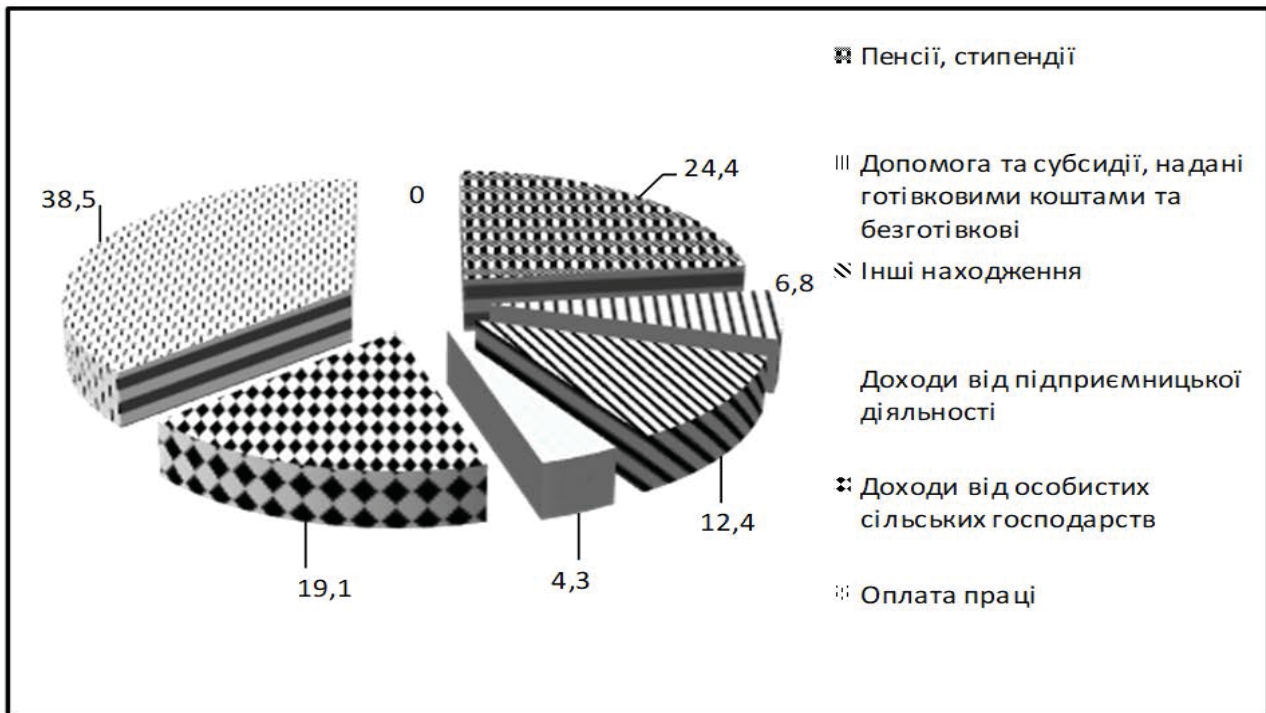 38,5
0
24,4
6,8
12,4
4,3
19,1
Пенсії, стипендії
Допомога та субсидії, надані
готівковими коштами та
безготівкові
Інші находження
Доходи від підприємницької
діяльності
Доходи від особистих
сільських господарств
Оплата праці